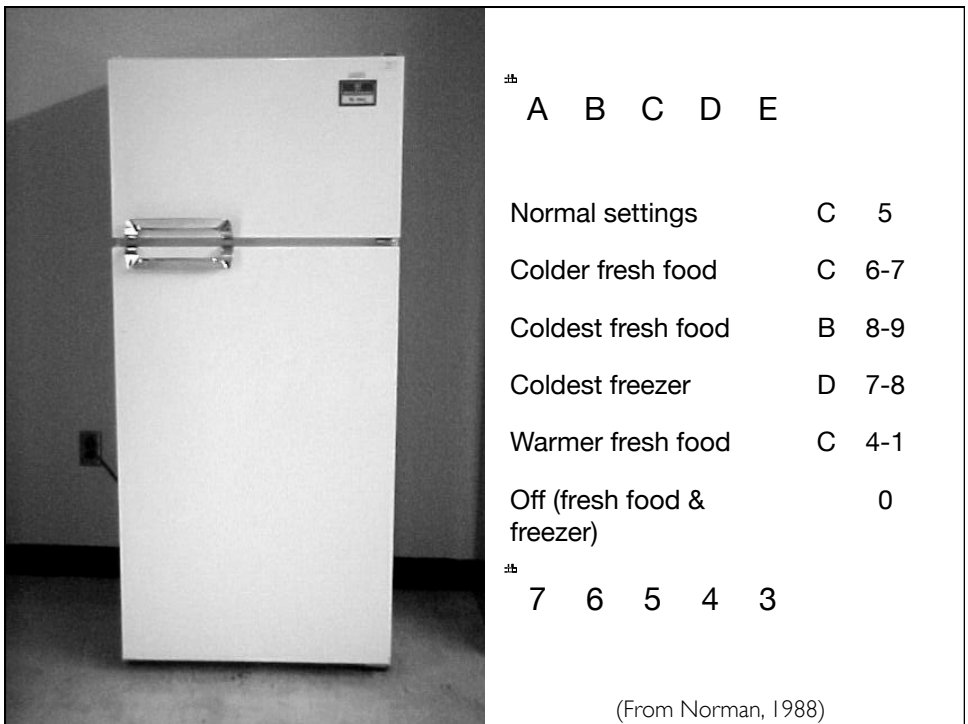 A B C D E
Normal settings C 5
Colder fresh food C 6-7
Coldest fresh food B 8-9
Coldest freezer D 7-8
Warmer fresh food C 4-1
Off (fresh food & 0
freezer)
7 6 5 4 3
(From Norman, 1988)